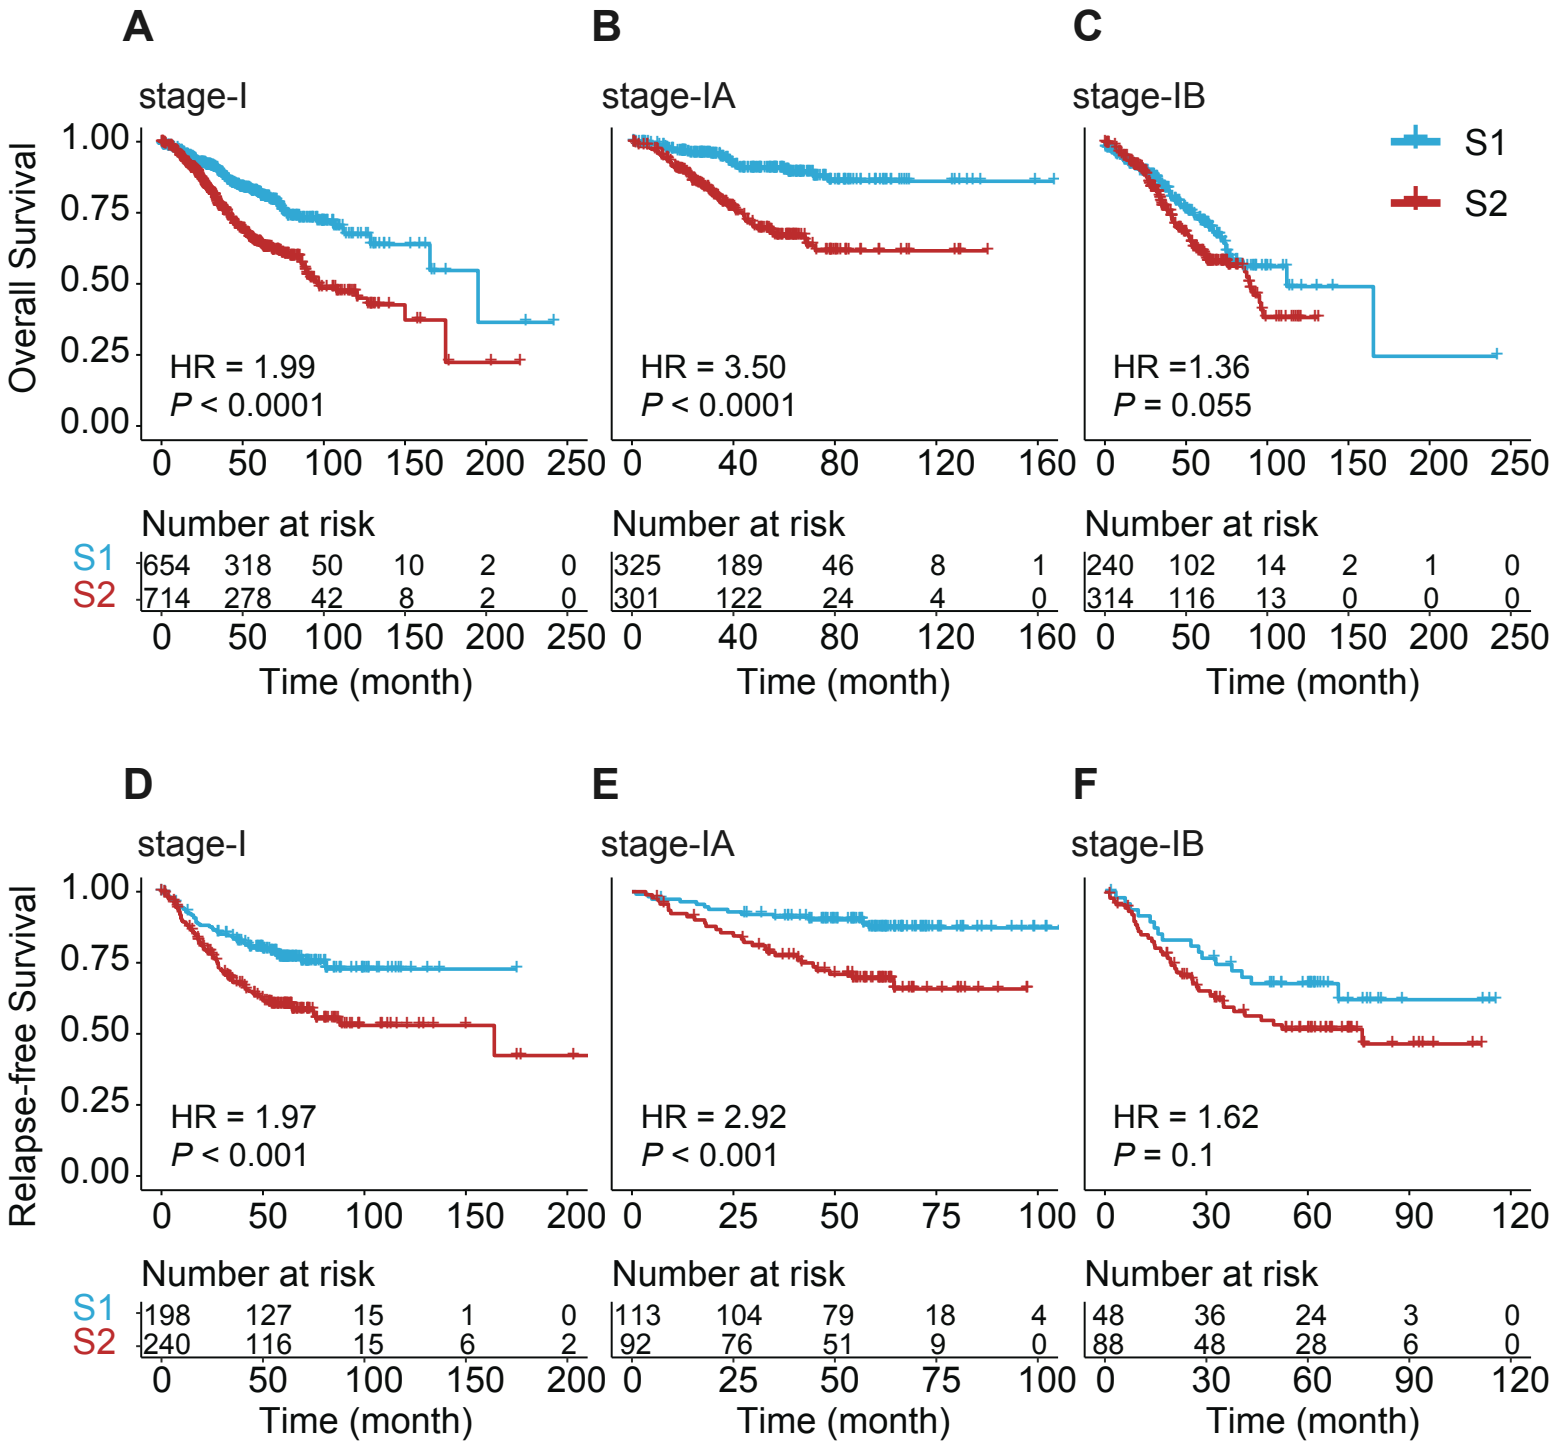 A B C
stage-I stage-IA stage-IB
Overall Survival
1.00
0.75
0.50
0.25
0.00
S1
S2
HR = 1.99
P < 0.0001
HR = 3.50
P < 0.0001
HR =1.36
P = 0.055
0 50 100 150 200 250
0 40 80 120 160
0 50 100 150 200 250
Number at risk Number at risk Number at risk
S1 654 318 50 10 2 0
S2 714 278 42 8 2 0
325 189 46 8 1
301 122 24 4 0
240 102 14 2 1 0
314 116 13 0 0 0
0 50 100 150 200 250
0 40 80 120 160
0 50 100 150 200 250
Time (month) Time (month) Time (month)
D E F
stage-I stage-IA stage-IB
Relapse-free Survival
1.00
0.75
0.50
0.25
0.00
HR = 1.97
P < 0.001
HR = 2.92
P < 0.001
HR = 1.62
P = 0.1
0 50 100 150 200
0 25 50 75 100
0 30 60 90 120
Number at risk Number at risk Number at risk
S1 198 127 15 1 0
S2 240 116 15 6 2
113 104 79 18 4
92 76 51 9 0
48 36 24 3 0
88 48 28 6 0
0 50 100 150 200
0 25 50 75 100
0 30 60 90 120
Time (month) Time (month) Time (month)